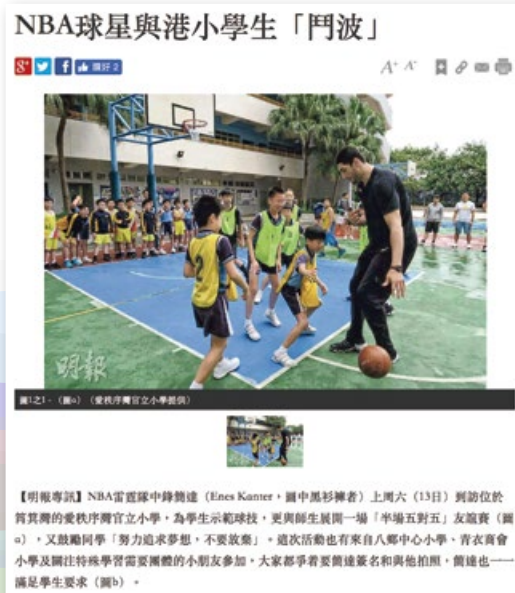 NBA球星與港小學生「鬥波」
讚好 2
A+ A-
2
明報
圖1之1 - (圖a)(愛秩序灣官立小學提供)
【明報專訊】NBA雷霆隊中鋒簡達(Enes Kanter,圖中黑衫褲者)上周六(13日)到訪位於
筲箕灣的愛秩序灣官立小學,為學生示範球技,更與師生展開一場「半場五對五」友誼賽(圖
a),又鼓勵同學「努力追求夢想,不要放棄」。這次活動也有來自八鄉中心小學、青衣商會
小學及關注特殊學習需要團體的小朋友參加,大家都爭着要簡達簽名和與他拍照,簡達也一一
滿足學生要求(圖b)。